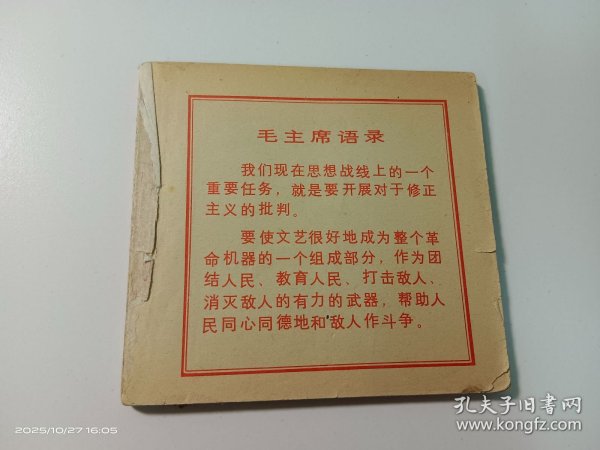 毛主席语录
我们现在思想战线上的一个
重要任务，就是要开展对于修正
主义的批判。
要使文艺很好地成为整个革
命机器的一个组成部分，作为团
结人民、教育人民、打击敌人、
消灭敌人的有力的武器，帮助人
民同心同德地和敌人作斗争。
2025/10/27 16:05
孔夫子旧书网
www.kongfz.com